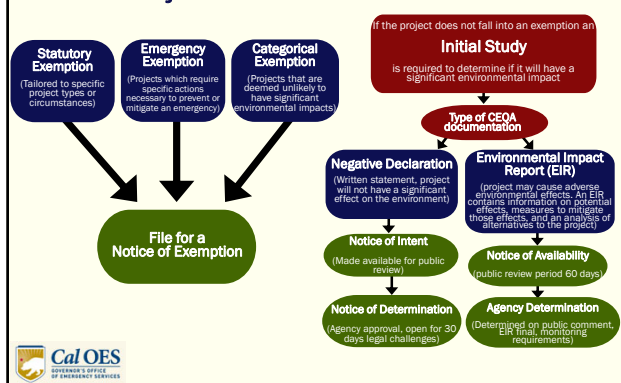 Statutory
Exemption
(Tailored to specific
project types or
circumstances)
Emergency
Exemption
(Projects which require
specific actions
necessary to prevent or
mitigate an emergency)
Categorical
Exemption
(Projects that are
deemed unlikely to
have significant
environmental impacts)
File for a
Notice of Exemption
If the project does not fall into an exemption an
Initial Study
is required to determine if it will have a
significant environmental impact
Type of CEQA
documentation
Negative Declaration
(Written statement, project
will not have a significant
effect on the environment)
Notice of Intent
(Made available for public
review)
Notice of Determination
(Agency approval, open for 30
days legal challenges)
Environmental Impact
Report (EIR)
(project may cause adverse
environmental effects. An EIR
contains information on potential
effects, measures to mitigate
those effects, and an analysis of
alternatives to the project)
Notice of Availability
(public review period 60 days)
Agency Determination
(Determined on public comment,
EIR final, monitoring
requirements)
Cal OES
GOVERNOR'S OFFICE
OF EMERGENCY SERVICES